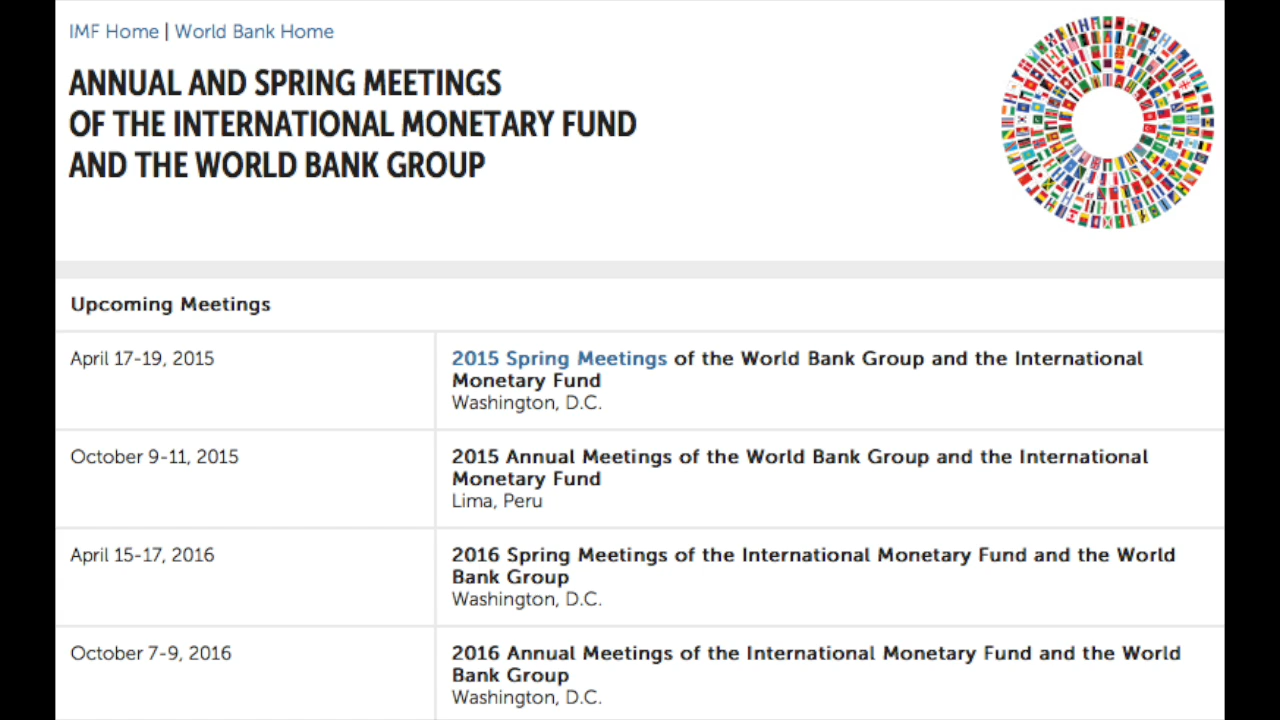 IMF Home | World Bank Home
ANNUAL AND SPRING MEETINGS
OF THE INTERNATIONAL MONETARY FUND
AND THE WORLD BANK GROUP
Upcoming Meetings
April 17-19, 2015
2015 Spring Meetings of the World Bank Group and the International
Monetary Fund
Washington, D.C.
October 9-11, 2015
2015 Annual Meetings of the World Bank Group and the International
Monetary Fund
Lima, Peru
April 15-17, 2016
2016 Spring Meetings of the International Monetary Fund and the World
Bank Group
Washington, D.C.
October 7-9, 2016
2016 Annual Meetings of the International Monetary Fund and the World
Bank Group
Washington, D.C.